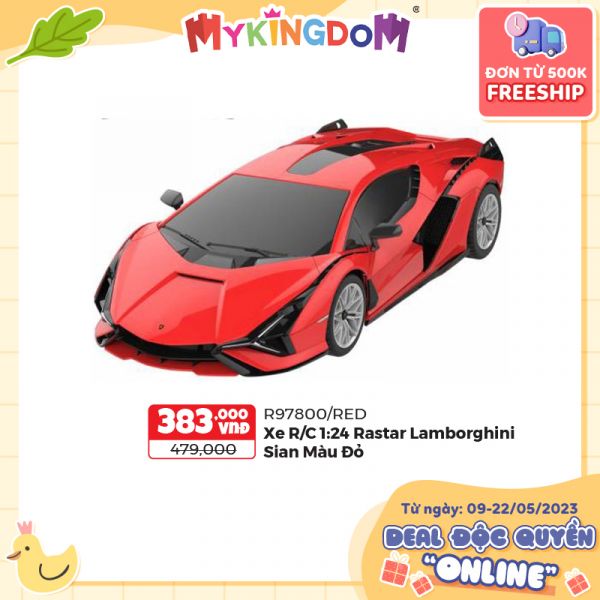 MYKINGDOM®
ĐƠN TỪ 500K
FREESHIP
383.000 VNĐ
479,000
R97800/RED
Xe R/C 1:24 Rastar Lamborghini
Sian Màu Đỏ
Từ ngày: 09-22/05/2023
DEAL ĐỘC QUYỀN
“ONLINE”